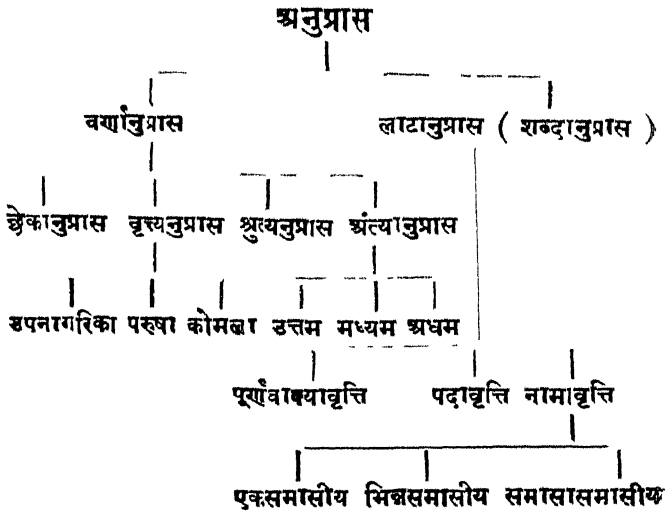 अनुप्रास
वर्णानुप्रास लाटानुप्रास ( शब्दानुप्रास )
छेकानुप्रास वृत्त्यनुप्रास श्रुत्यनुप्रास अंत्यानुप्रास
उपनागरिका परुषा कोमला उत्तम मध्यम अधम
पूर्णवाक्यावृत्ति पदावृत्ति नामावृत्ति
एकसमासीय भिन्नसमासीय समासासमासीय